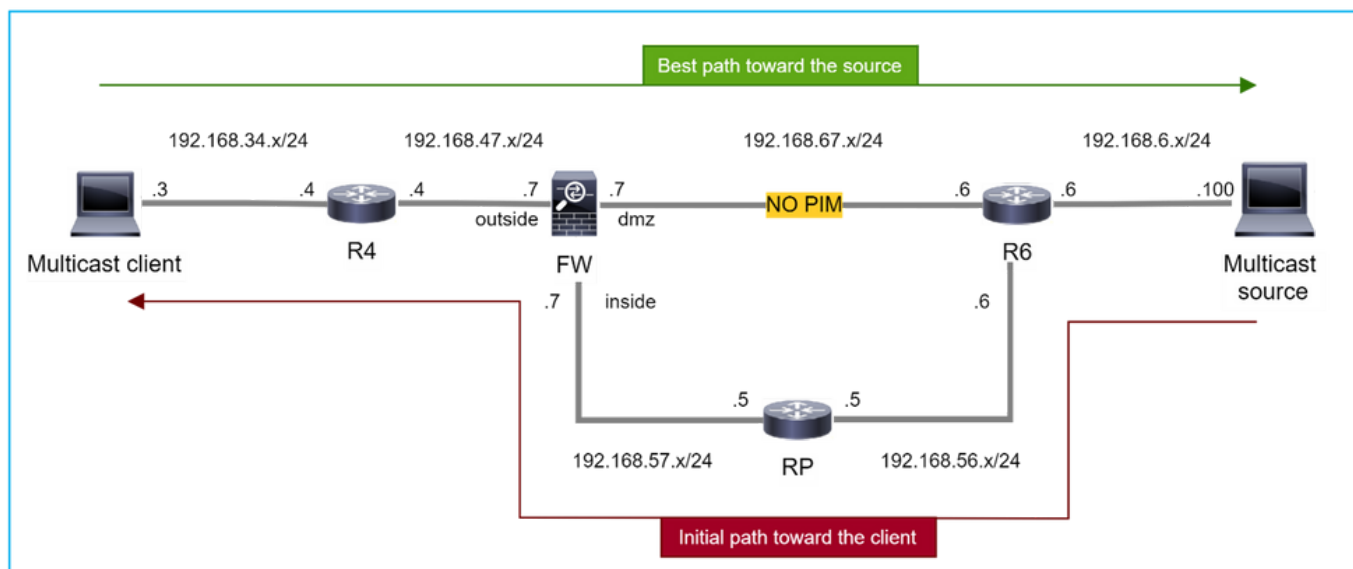 Best path toward the source
192.168.34.x/24
192.168.47.x/24
192.168.67.x/24
192.168.6.x/24
.3
.4
.4
.7
.7
NO PIM
.6
.6
.100
outside
dmz
Multicast client
R4
FW
R6
Multicast
source
.7
inside
.6
.5
.5
192.168.57.x/24
RP
192.168.56.x/24
Initial path toward the client